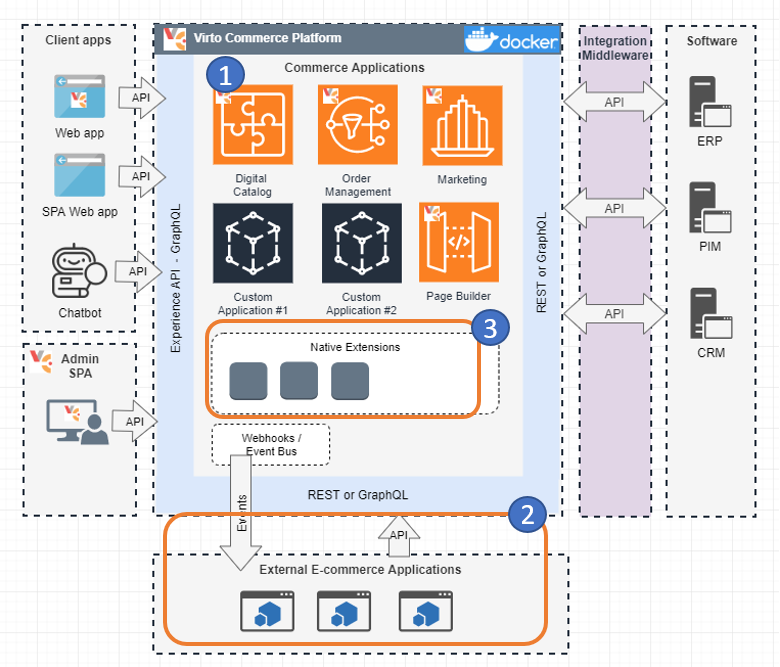 Client apps
Web app
SPA Web app
Chatbot
API
API
API
Admin
SPA
API
Virto Commerce Platform
docker
1
Commerce Applications
Digital
Catalog
Order
Management
Marketing
Custom
Application #1
Custom
Application #2
Page Builder
Experience API - GraphQL
REST or GraphQL
3
Native Extensions
Webhooks /
Event Bus
REST or GraphQL
Events
API
2
External E-commerce Applications
Integration
Middleware
API
API
API
Software
ERP
PIM
CRM